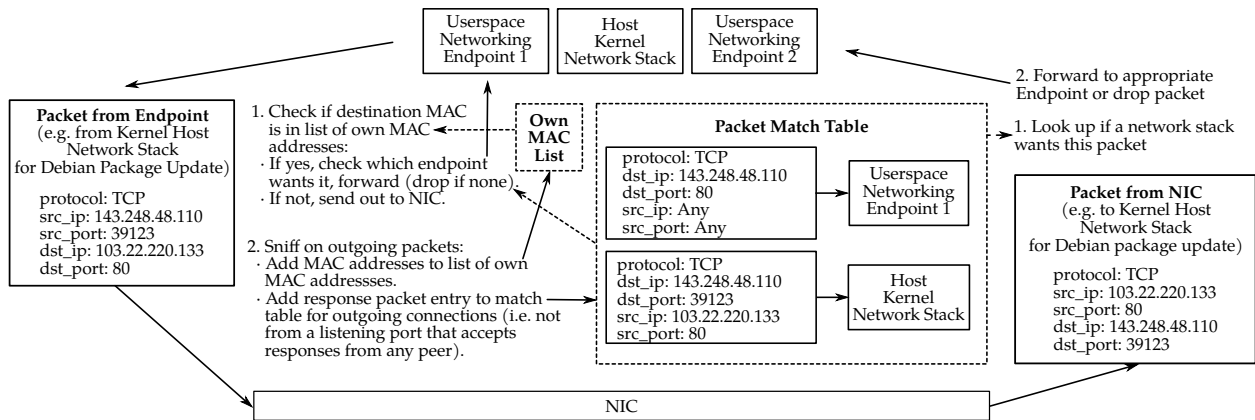 Userspace
Networking
Endpoint 1
Host
Kernel
Network Stack
Userspace
Networking
Endpoint 2
Packet from Endpoint
(e.g. from Kernel Host
Network Stack
for Debian Package Update)
protocol: TCP
src_ip: 143.248.48.110
src_port: 39123
dst_ip: 103.22.220.133
dst_port: 80
1. Check if destination MAC
is in list of own MAC
addresses:
· If yes, check which endpoint
wants it, forward (drop if none).
· If not, send out to NIC.
2. Sniff on outgoing packets:
· Add MAC addresses to list of own
MAC addressses.
· Add response packet entry to match
table for outgoing connections (i.e. not
from a listening port that accepts
responses from any peer).
Own
MAC
List
Packet Match Table
protocol: TCP
dst_ip: 143.248.48.110
dst_port: 80
src_ip: Any
src_port: Any
Userspace
Networking
Endpoint 1
protocol: TCP
dst_ip: 143.248.48.110
dst_port: 39123
src_ip: 103.22.220.133
src_port: 80
Host
Kernel
Network Stack
2. Forward to appropriate
Endpoint or drop packet
1. Look up if a network stack
wants this packet
Packet from NIC
(e.g. to Kernel Host
Network Stack
for Debian package update)
protocol: TCP
src_ip: 103.22.220.133
src_port: 80
dst_ip: 143.248.48.110
dst_port: 39123
NIC